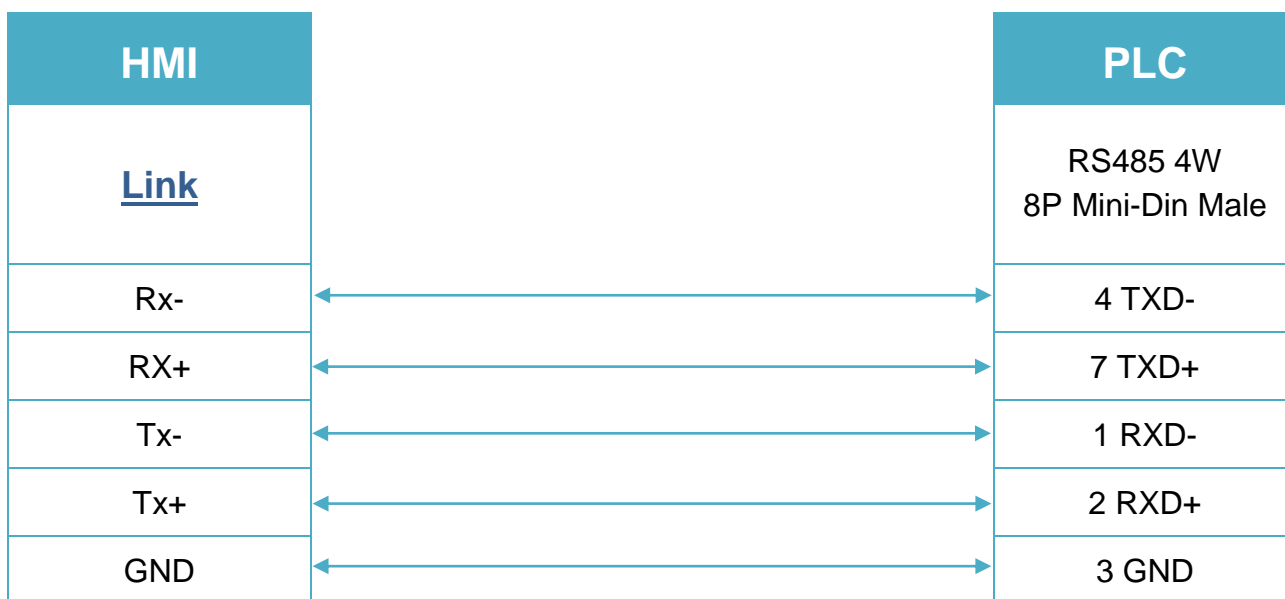 HMI PLC
Link RS485 4W
8P Mini-Din Male
Rx- 4 TXD-
RX+ 7 TXD+
Tx- 1 RXD-
Tx+ 2 RXD+
GND 3 GND